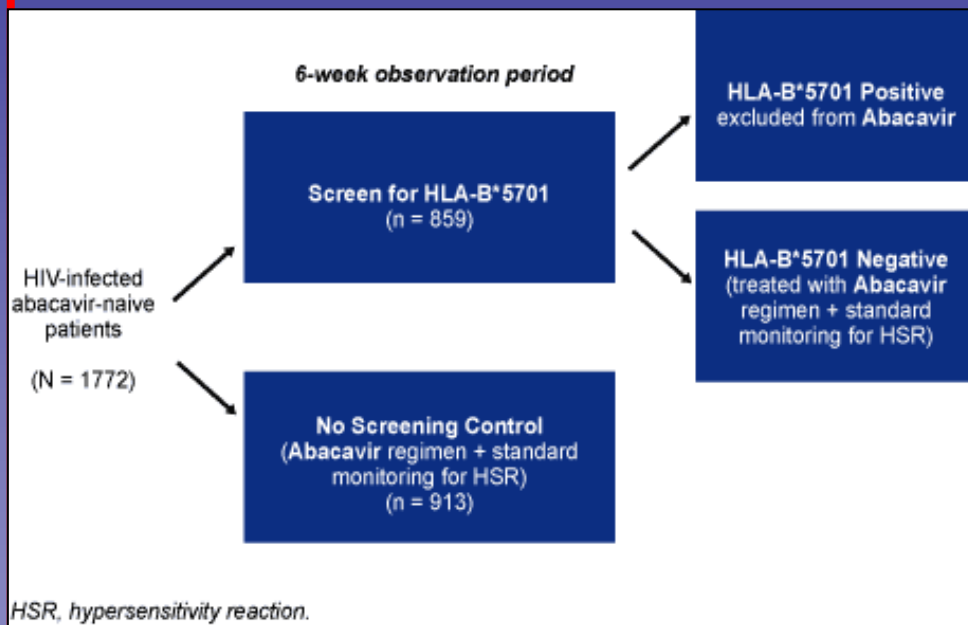 6-week observation period
HLA-B*5701 Positive
excluded from Abacavir
Screen for HLA-B*5701
(n = 859)
HLA-B*5701 Negative
(treated with Abacavir
regimen + standard
monitoring for HSR)
HIV-infected
abacavir-naive
patients
(N = 1772)
No Screening Control
(Abacavir regimen + standard
monitoring for HSR)
(n = 913)
HSR, hypersensitivity reaction.